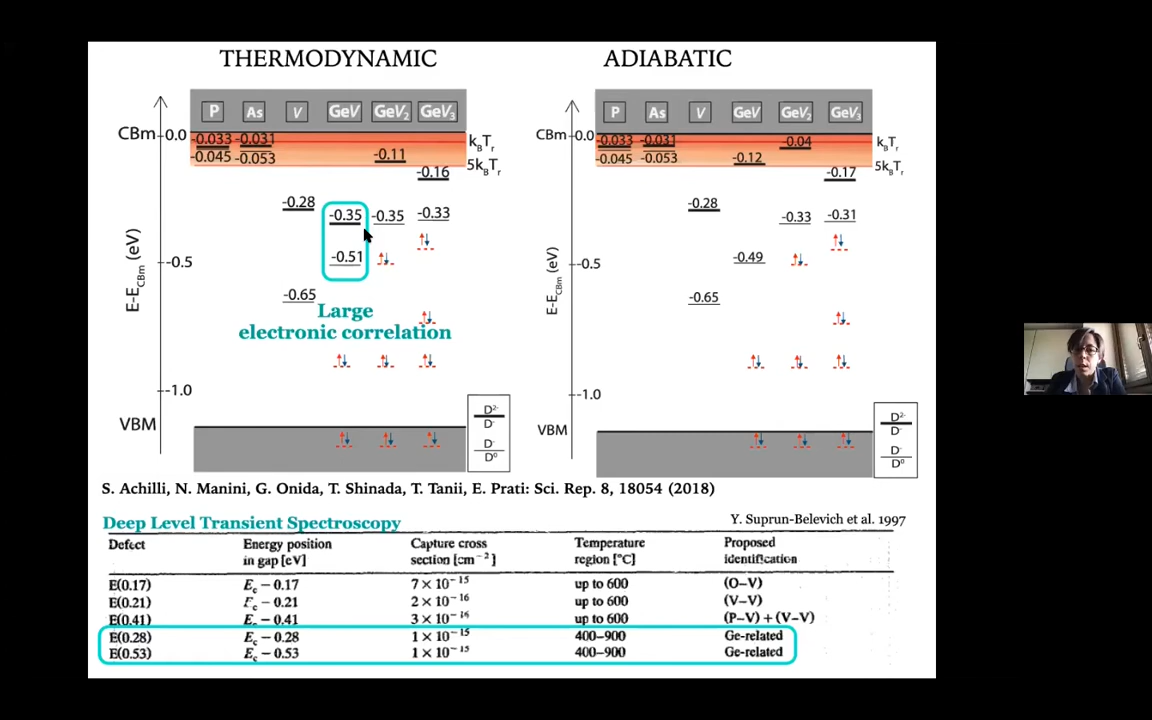 THERMODYNAMIC
ADIABATIC
P As V GeV GeV₂ GeV₃
P As V GeV GeV₂ GeV₃
CBm 0.0
-0.033 -0.031
kBTr
-0.045 -0.053
-0.11
5kBTr
-0.16
-0.28
-0.35
-0.35
-0.33
-0.51
-0.5
-0.65
E-ECBm (eV)
Large
electronic correlation
-1.0
VBM
D²⁻
D⁻
D⁻
D⁰
CBm 0.0
-0.033 -0.031
-0.04
kBTr
-0.045 -0.053
-0.12
5kBTr
-0.17
-0.28
-0.33
-0.31
-0.49
-0.5
-0.65
E-ECBm (eV)
-1.0
VBM
D²⁻
D⁻
D⁻
D⁰
S. Achilli, N. Manini, G. Onida, T. Shinada, T. Tanii, E. Prati: Sci. Rep. 8, 18054 (2018)
Deep Level Transient Spectroscopy
Y. Suprun-Belevich et al. 1997
Defect Energy position in gap [eV] Capture cross section [cm⁻²] Temperature region [°C] Proposed identification
E(0.17) Ec − 0.17 7 × 10⁻¹⁵ up to 600 (O–V)
E(0.21) Ec − 0.21 2 × 10⁻¹⁶ up to 600 (V–V)
E(0.41) Ec − 0.41 3 × 10⁻¹⁶ up to 600 (P–V) + (V–V)
E(0.28) Ec − 0.28 1 × 10⁻¹⁵ 400–900 Ge-related
E(0.53) Ec − 0.53 1 × 10⁻¹⁵ 400–900 Ge-related